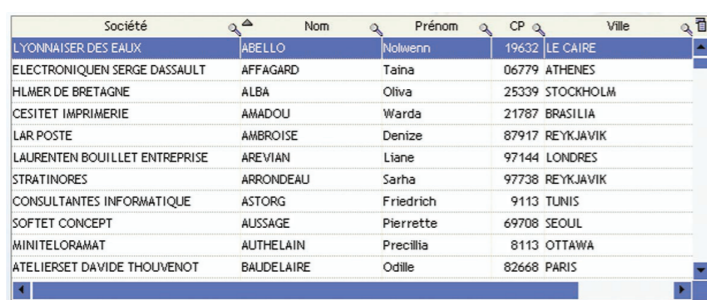 Société Nom Prénom CP Ville
LYONNAISER DES EAUX ABELLO Nolwenn 19632 LE CAIRE
ELECTRONIQUEN SERGE DASSAULT AFFAGARD Taina 06779 ATHENES
HLMER DE BRETAGNE ALBA Oliva 25339 STOCKHOLM
CESITET IMPRIMERIE AMADOU Warda 21787 BRASILIA
LAR POSTE AMBROISE Denize 87917 REYKJAVIK
LAURENTEN BOUILLET ENTREPRISE AREVIAN Liane 97144 LONDRES
STRATINORES ARRONDEAU Sarha 97738 REYKJAVIK
CONSULTANTES INFORMATIQUE ASTORG Friedrich 9113 TUNIS
SOFTET CONCEPT AUSSAGE Pierrette 69708 SEOUL
MINITELORAMAT AUTHELAIN Precillia 8113 OTTAWA
ATELIERSET DAVIDE THOUVENOT BAUDELAIRE Odille 82668 PARIS